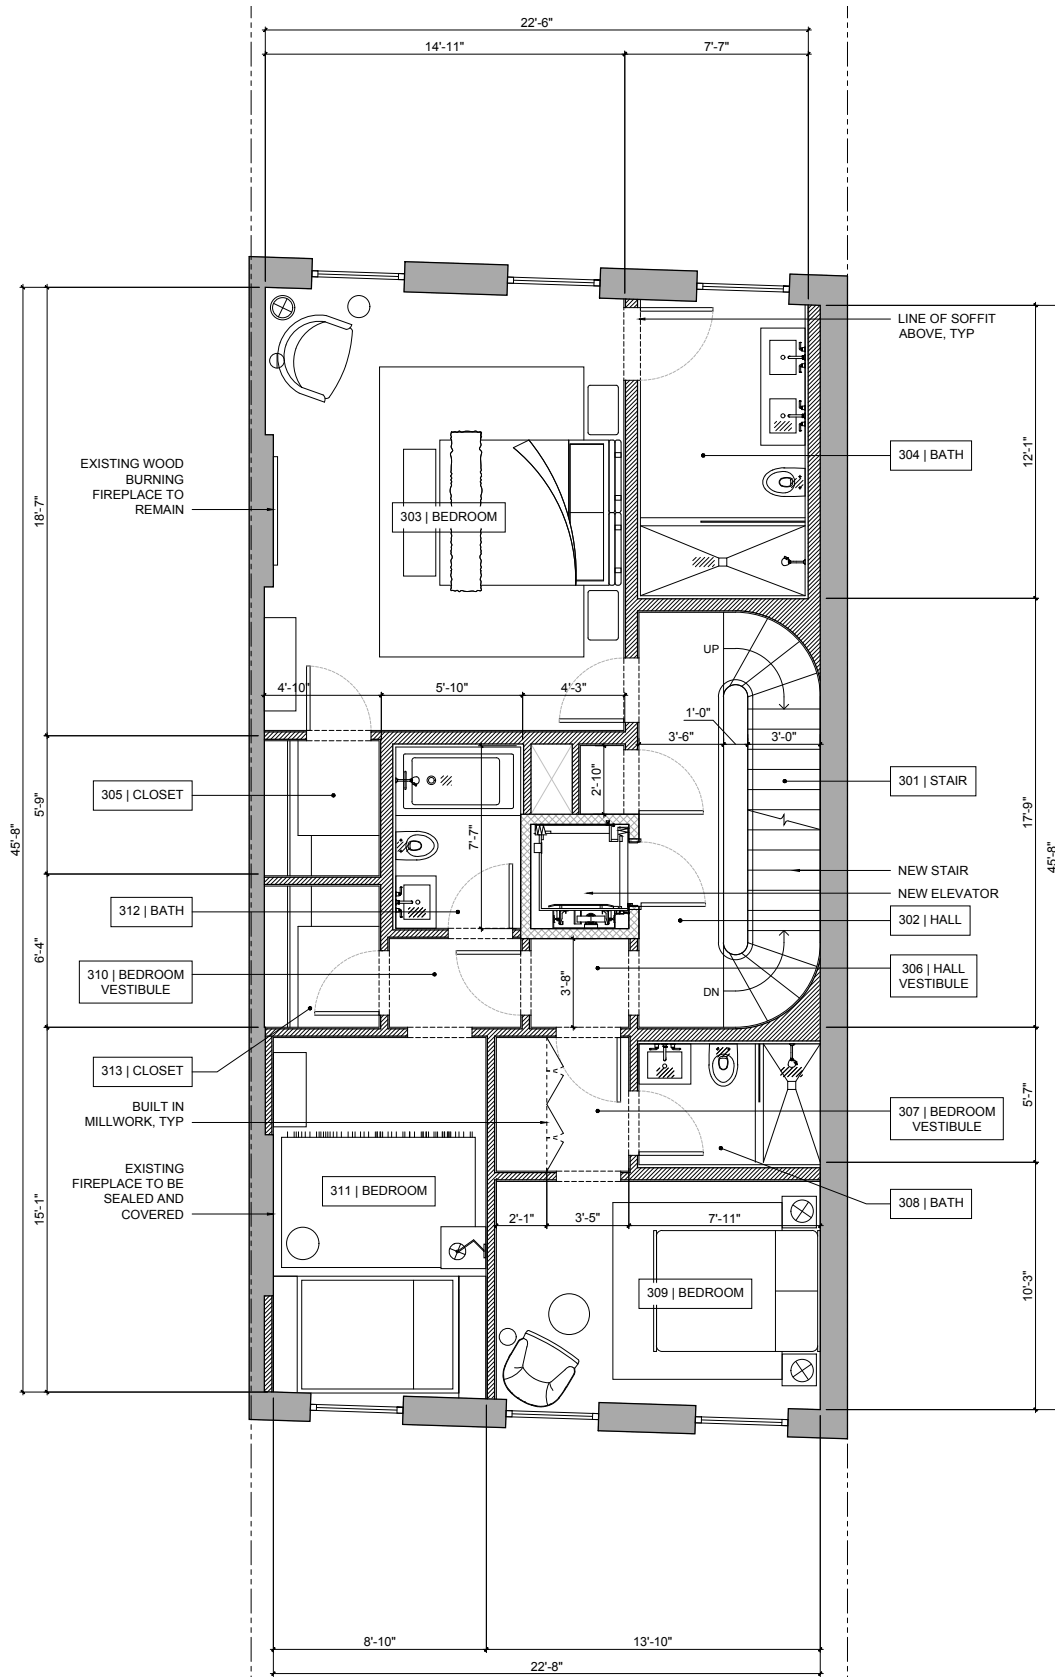 22'-6"
14'-11"
7'-7"
LINE OF SOFFIT
ABOVE, TYP
304 | BATH
12'-1"
EXISTING WOOD
BURNING
FIREPLACE TO
REMAIN
18'-7"
303 | BEDROOM
UP
4'-10"
5'-10"
4'-3"
1'-0"
3'-6"
3'-0"
301 | STAIR
2'-10"
305 | CLOSET
5'-9"
45'-8"
7'-7"
17'-9"
45'-8"
NEW STAIR
NEW ELEVATOR
302 | HALL
312 | BATH
6'-4"
310 | BEDROOM
VESTIBULE
3'-8"
306 | HALL
VESTIBULE
DN
313 | CLOSET
BUILT IN
MILLWORK, TYP
307 | BEDROOM
VESTIBULE
5'-7"
EXISTING
FIREPLACE TO BE
SEALED AND
COVERED
311 | BEDROOM
308 | BATH
15'-1"
2'-1"
3'-5"
7'-11"
309 | BEDROOM
10'-3"
8'-10"
13'-10"
22'-8"